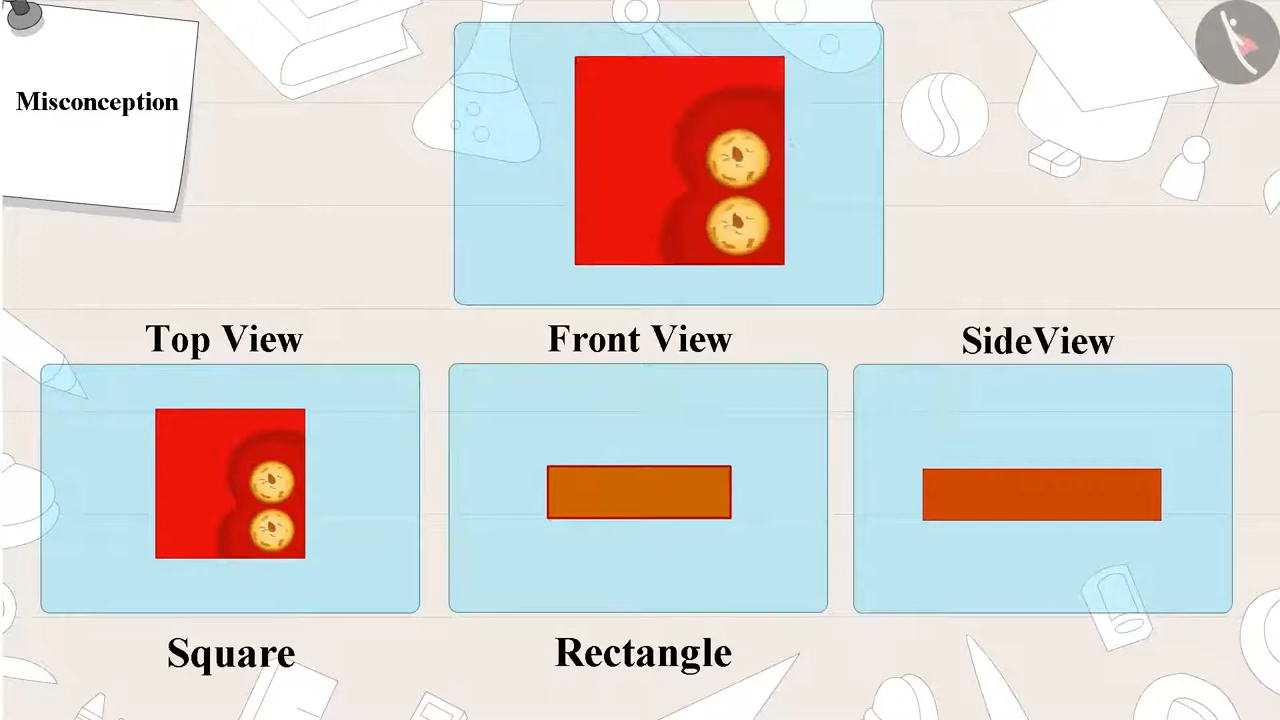 Misconception
Top View
Front View
SideView
Square
Rectangle